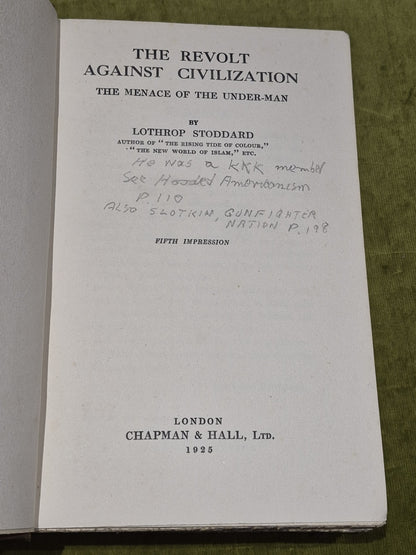 THE REVOLT
AGAINST CIVILIZATION
THE MENACE OF THE UNDER-MAN
BY
LOTHROP STODDARD
AUTHOR OF "THE RISING TIDE OF COLOUR,"
"THE NEW WORLD OF ISLAM," ETC.
He was a KKK member
See Hooded Americanism
P. 110
ALSO SLOTKIN, GUNFIGHTER
NATION P. 198
FIFTH IMPRESSION
LONDON
CHAPMAN & HALL, LTD.
1925